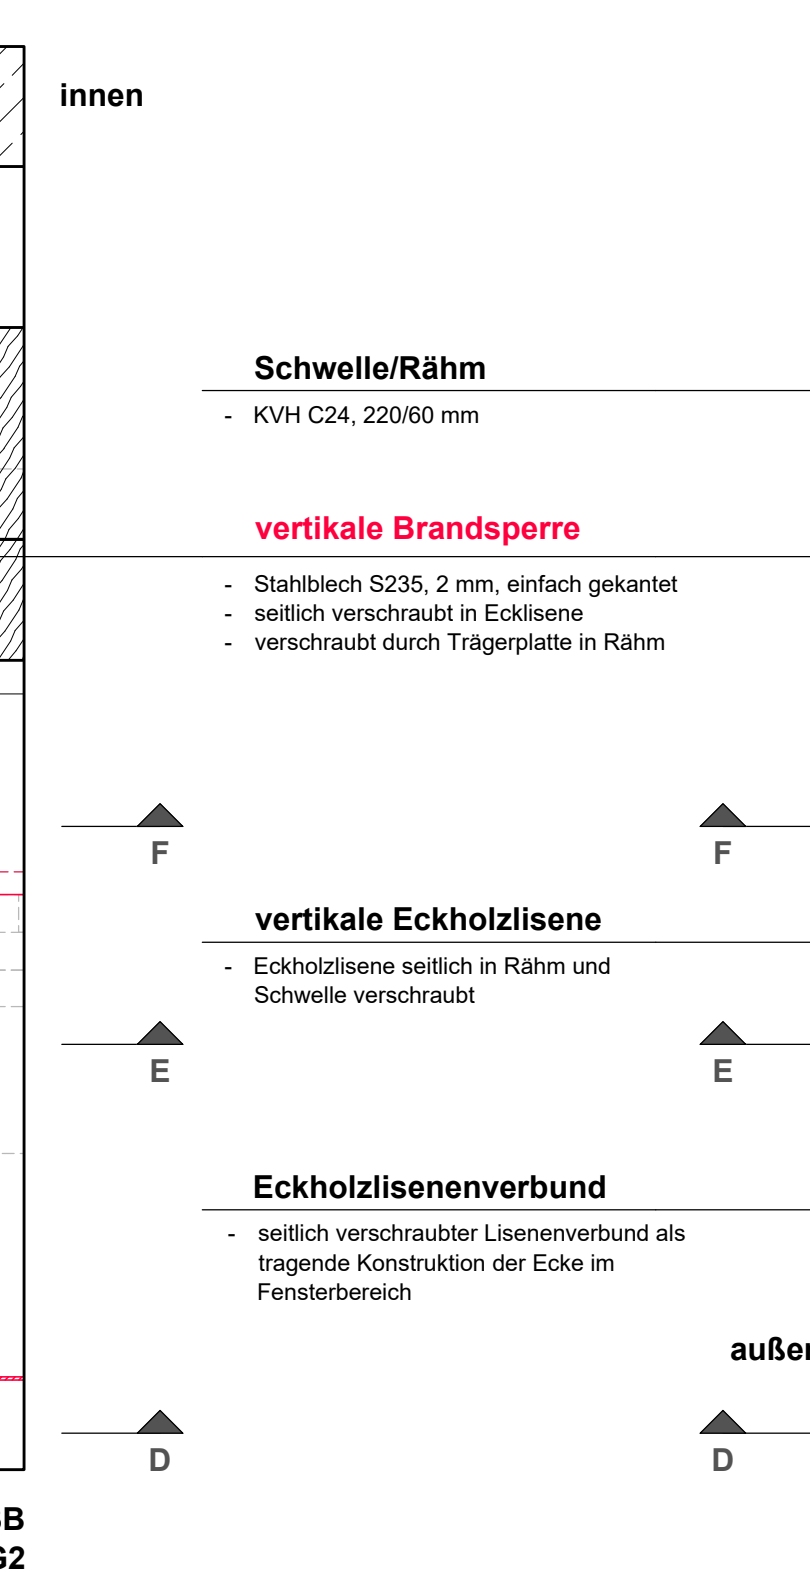 innen
Schwelle/Rähm
- KVH C24, 220/60 mm
vertikale Brandsperre
- Stahlblech S235, 2 mm, einfach gekantet
- seitlich verschraubt in Ecklisene
- verschraubt durch Trägerplatte in Rähm
F F
vertikale Eckholzlisene
- Eckholzlisene seitlich in Rähm und
Schwelle verschraubt
E E
Eckholzlisenenverbund
- seitlich verschraubter Lisenenverbund als
tragende Konstruktion der Ecke im
Fensterbereich
D D